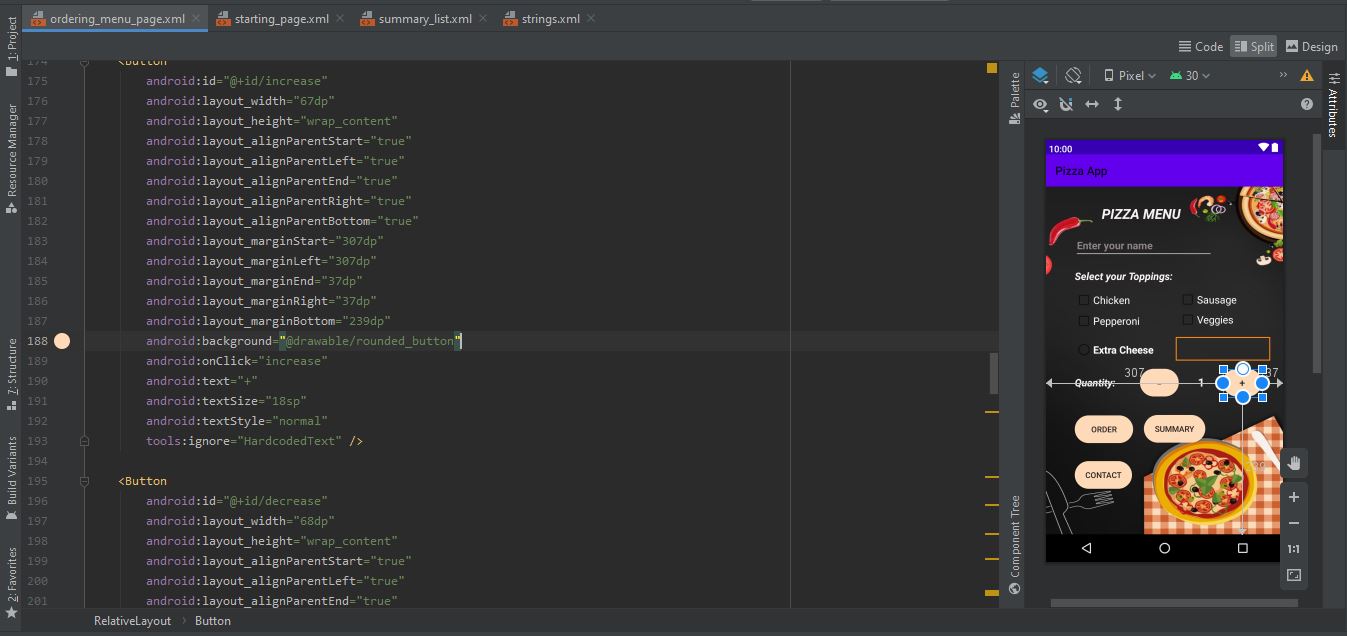 ordering_menu_page.xml
starting_page.xml
summary_list.xml
strings.xml
Code
Split
Design
1: Project
Resource Manager
7: Structure
Build Variants
2: Favorites
174 <Button
175 android:id="@+id/increase"
176 android:layout_width="67dp"
177 android:layout_height="wrap_content"
178 android:layout_alignParentStart="true"
179 android:layout_alignParentLeft="true"
180 android:layout_alignParentEnd="true"
181 android:layout_alignParentRight="true"
182 android:layout_alignParentBottom="true"
183 android:layout_marginStart="307dp"
184 android:layout_marginLeft="307dp"
185 android:layout_marginEnd="37dp"
186 android:layout_marginRight="37dp"
187 android:layout_marginBottom="239dp"
188 android:background="@drawable/rounded_button"
189 android:onClick="increase"
190 android:text="+"
191 android:textSize="18sp"
192 android:textStyle="normal"
193 tools:ignore="HardcodedText" />
194
195 <Button
196 android:id="@+id/decrease"
197 android:layout_width="68dp"
198 android:layout_height="wrap_content"
199 android:layout_alignParentStart="true"
200 android:layout_alignParentLeft="true"
201 android:layout_alignParentEnd="true"
RelativeLayout › Button
Palette
Component Tree
Pixel
30
»
Attributes
10:00
Pizza App
PIZZA MENU
Enter your name
Select your Toppings:
Chicken
Sausage
Pepperoni
Veggies
Extra Cheese
307
37
Quantity:
-
1
+
ORDER
SUMMARY
CONTACT
1:1